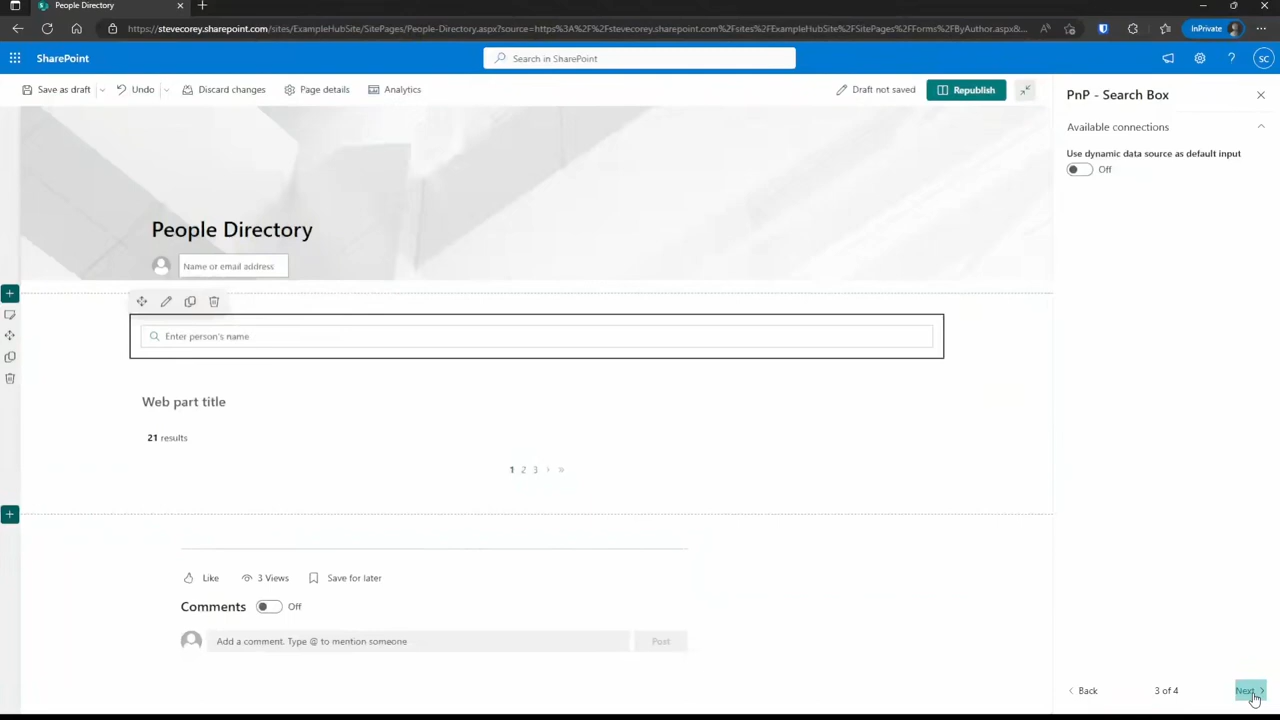 People Directory
https://stevecorey.sharepoint.com/sites/ExampleHubSite/SitePages/People-Directory.aspx?source=https%3A%2F%2Fstevecorey.sharepoint.com%2Fsites%2FExampleHubSite%2FSitePages%2FForms%2FByAuthor.aspx&...
InPrivate
SharePoint
Search in SharePoint
SC
Save as draft
Undo
Discard changes
Page details
Analytics
Draft not saved
Republish
PnP - Search Box
Available connections
Use dynamic data source as default input
Off
People Directory
Name or email address
Enter person's name
Web part title
21 results
1 2 3 › »
Like
3 Views
Save for later
Comments
Off
Add a comment. Type @ to mention someone
Post
Back
3 of 4
Next